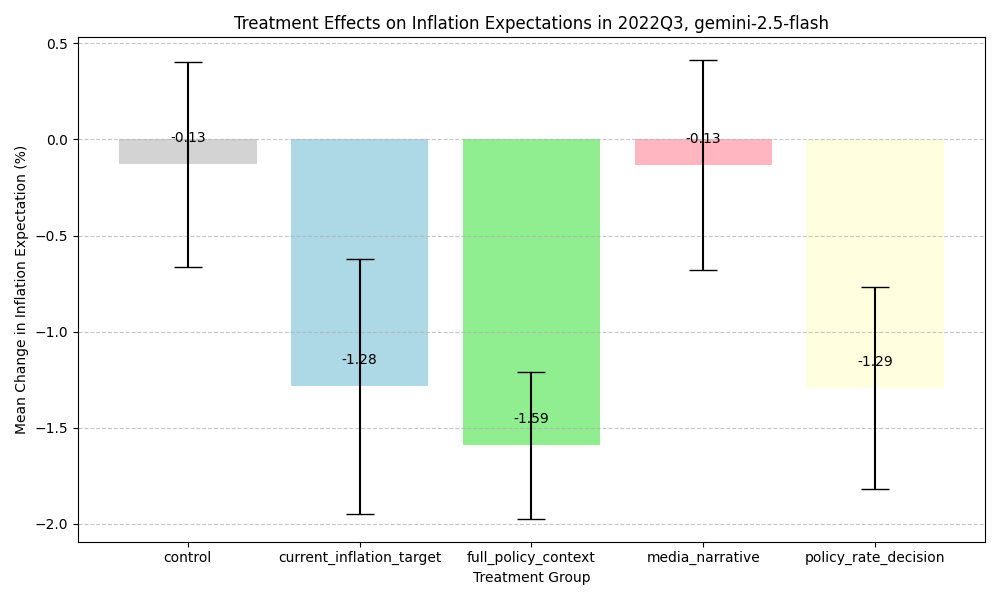 Treatment Effects on Inflation Expectations in 2022Q3, gemini-2.5-flash
Mean Change in Inflation Expectation (%)
0.5
0.0
−0.5
−1.0
−1.5
−2.0
-0.13
-1.28
-1.59
-0.13
-1.29
control
current_inflation_target
full_policy_context
media_narrative
policy_rate_decision
Treatment Group